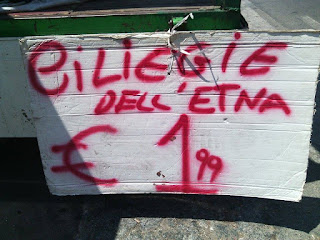 CILIEGIE
DELL'ETNA
€ 1,99